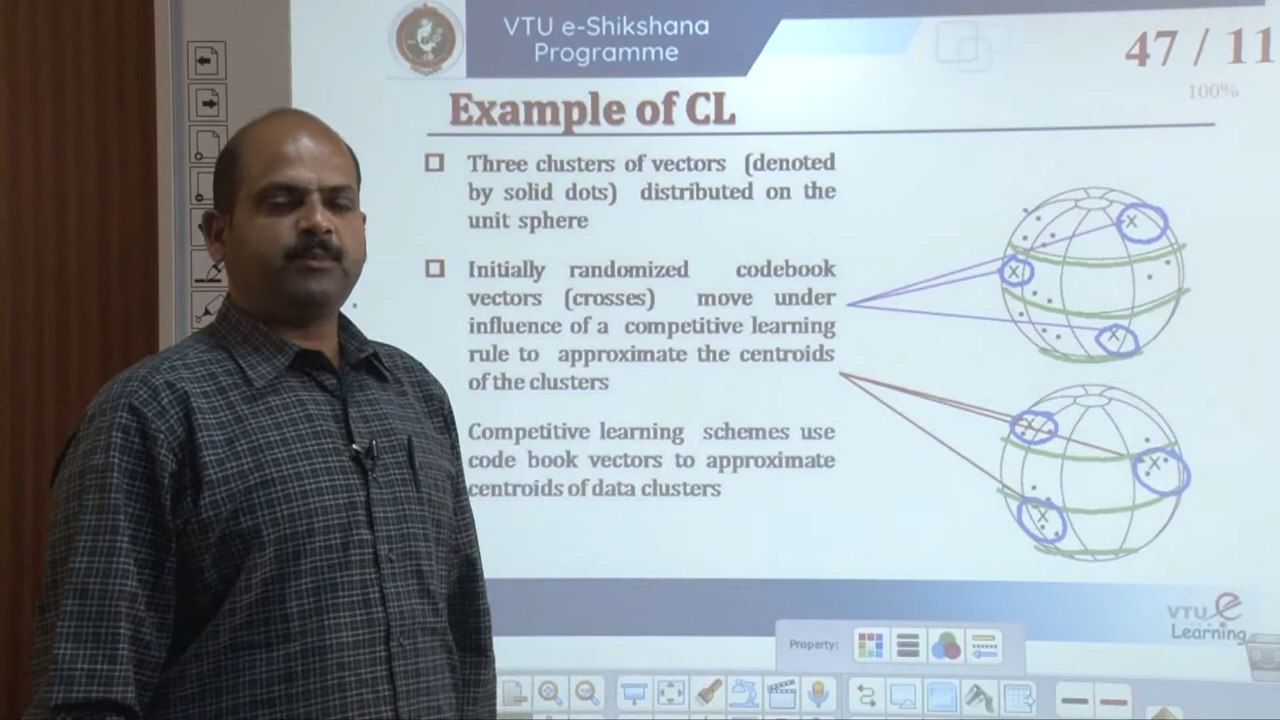 VTU e-Shikshana
Programme
47 / 11
100%
Example of CL
Three clusters of vectors (denoted
by solid dots) distributed on the
unit sphere
Initially randomized codebook
vectors (crosses) move under
influence of a competitive learning
rule to approximate the centroids
of the clusters
Competitive learning schemes use
code book vectors to approximate
centroids of data clusters
X
X
X
X
X
X
VTU e
Learning
Property: